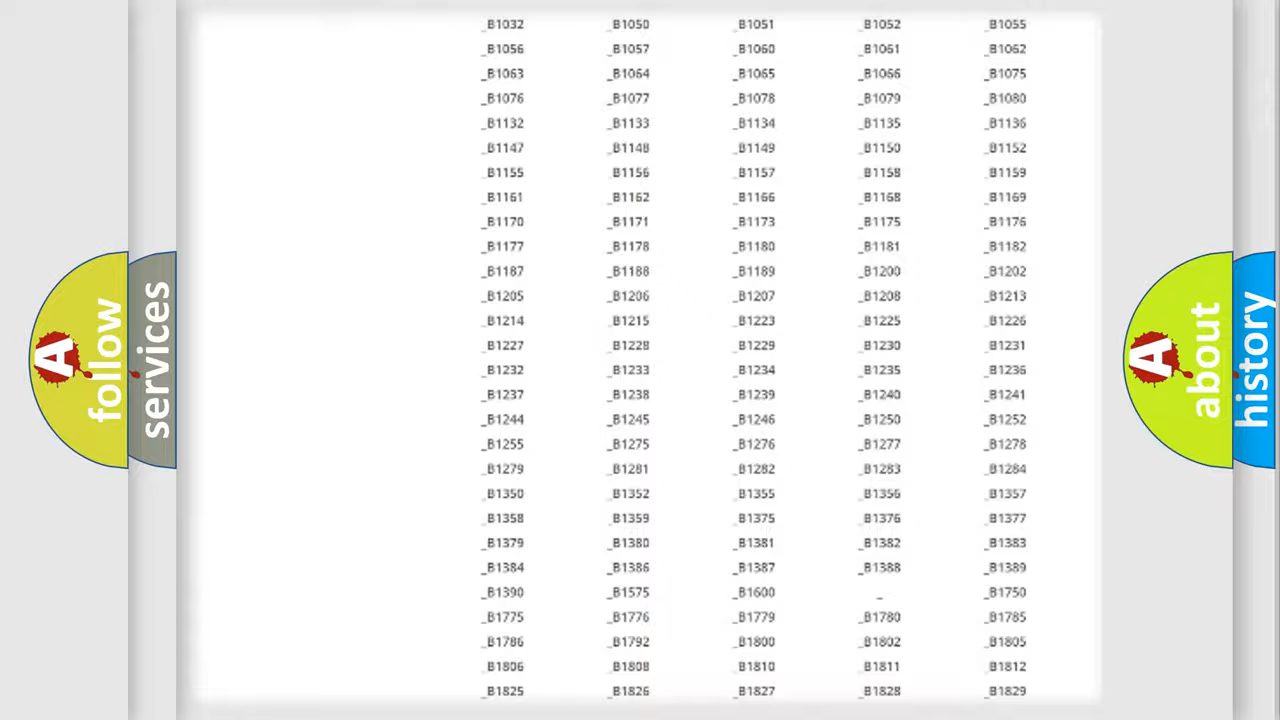 _B1032 _B1050 _B1051 _B1052 _B1055
_B1056 _B1057 _B1060 _B1061 _B1062
_B1063 _B1064 _B1065 _B1066 _B1075
_B1076 _B1077 _B1078 _B1079 _B1080
_B1132 _B1133 _B1134 _B1135 _B1136
_B1147 _B1148 _B1149 _B1150 _B1152
_B1155 _B1156 _B1157 _B1158 _B1159
_B1161 _B1162 _B1166 _B1168 _B1169
_B1170 _B1171 _B1173 _B1175 _B1176
_B1177 _B1178 _B1180 _B1181 _B1182
_B1187 _B1188 _B1189 _B1200 _B1202
_B1205 _B1206 _B1207 _B1208 _B1213
_B1214 _B1215 _B1223 _B1225 _B1226
_B1227 _B1228 _B1229 _B1230 _B1231
_B1232 _B1233 _B1234 _B1235 _B1236
_B1237 _B1238 _B1239 _B1240 _B1241
_B1244 _B1245 _B1246 _B1250 _B1252
_B1255 _B1275 _B1276 _B1277 _B1278
_B1279 _B1281 _B1282 _B1283 _B1284
_B1350 _B1352 _B1355 _B1356 _B1357
_B1358 _B1359 _B1375 _B1376 _B1377
_B1379 _B1380 _B1381 _B1382 _B1383
_B1384 _B1386 _B1387 _B1388 _B1389
_B1390 _B1575 _B1600 _ _B1750
_B1775 _B1776 _B1779 _B1780 _B1785
_B1786 _B1792 _B1800 _B1802 _B1805
_B1806 _B1808 _B1810 _B1811 _B1812
_B1825 _B1826 _B1827 _B1828 _B1829
A
follow
services
A
about
history